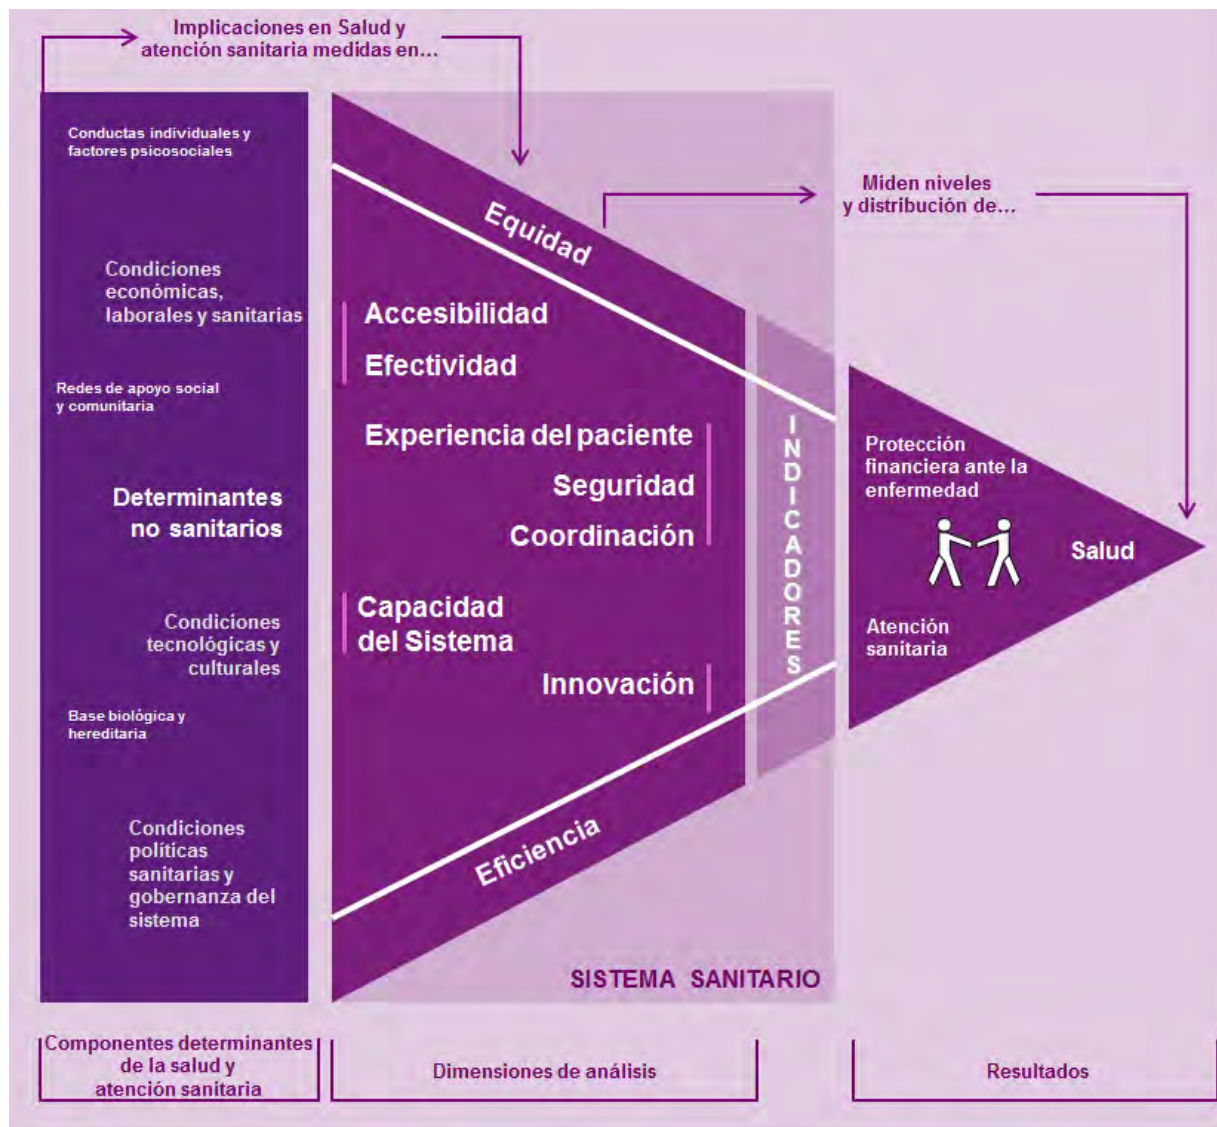 Implicaciones en Salud y
atención sanitaria medidas en…
Conductas individuales y
factores psicosociales
Condiciones
económicas,
laborales y sanitarias
Redes de apoyo social
y comunitaria
Determinantes
no sanitarios
Condiciones
tecnológicas y
culturales
Base biológica y
hereditaria
Condiciones
políticas
sanitarias y
gobernanza del
sistema
Equidad
Accesibilidad
Efectividad
Experiencia del paciente
Seguridad
Coordinación
Capacidad
del Sistema
Innovación
Eficiencia
INDICADORES
SISTEMA SANITARIO
Miden niveles
y distribución de…
Protección
financiera ante la
enfermedad
Salud
Atención
sanitaria
Componentes determinantes
de la salud y
atención sanitaria
Dimensiones de análisis
Resultados